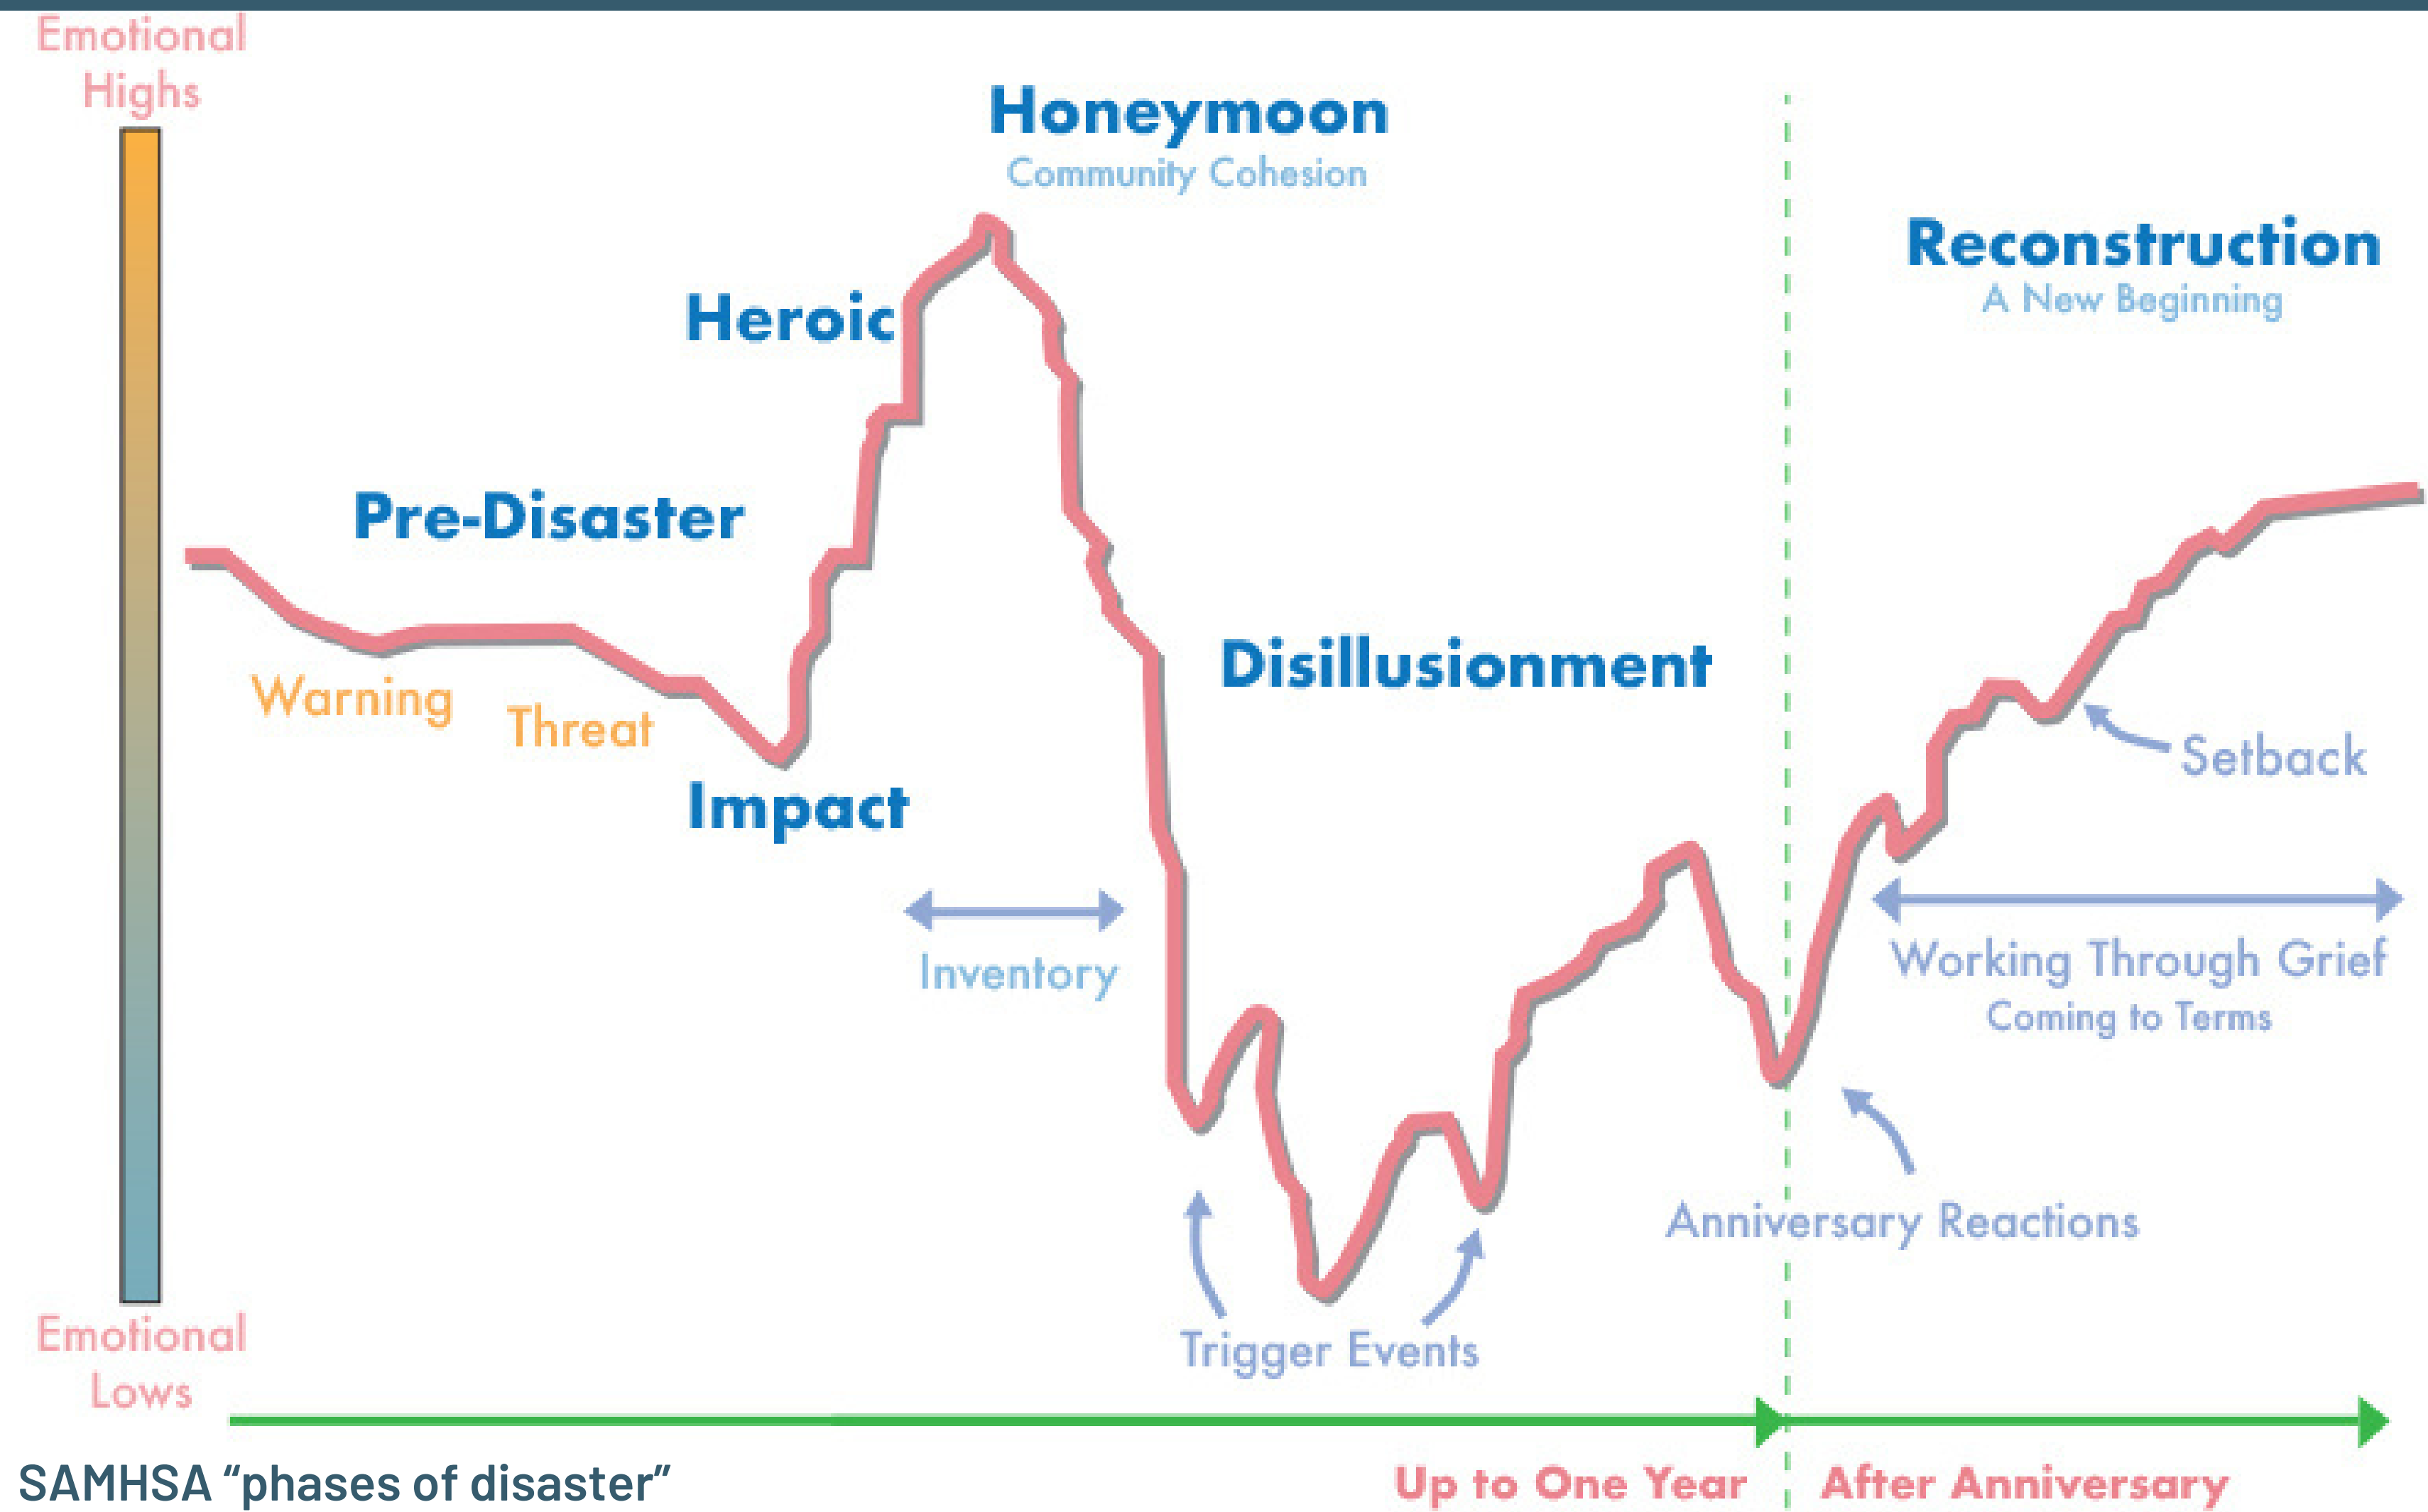 Emotional
Highs
Honeymoon
Community Cohesion
Reconstruction
A New Beginning
Heroic
Pre-Disaster
Disillusionment
Warning
Threat
Setback
Impact
Inventory
Working Through Grief
Coming to Terms
Anniversary Reactions
Trigger Events
Emotional
Lows
Up to One Year
After Anniversary
SAMHSA “phases of disaster”